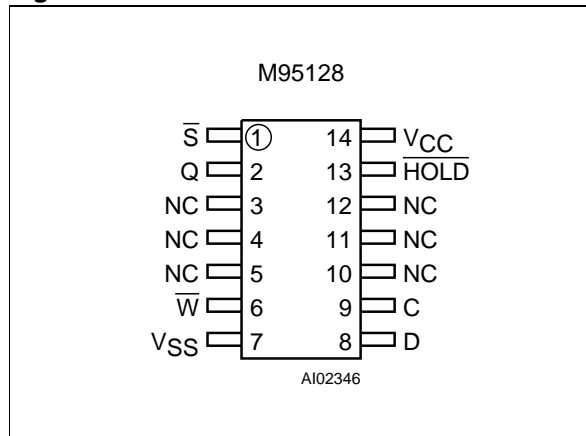 M95128
S̅ 1 14 VCC
Q 2 13 H̅O̅L̅D̅
NC 3 12 NC
NC 4 11 NC
NC 5 10 NC
W̅ 6 9 C
VSS 7 8 D
AI02346